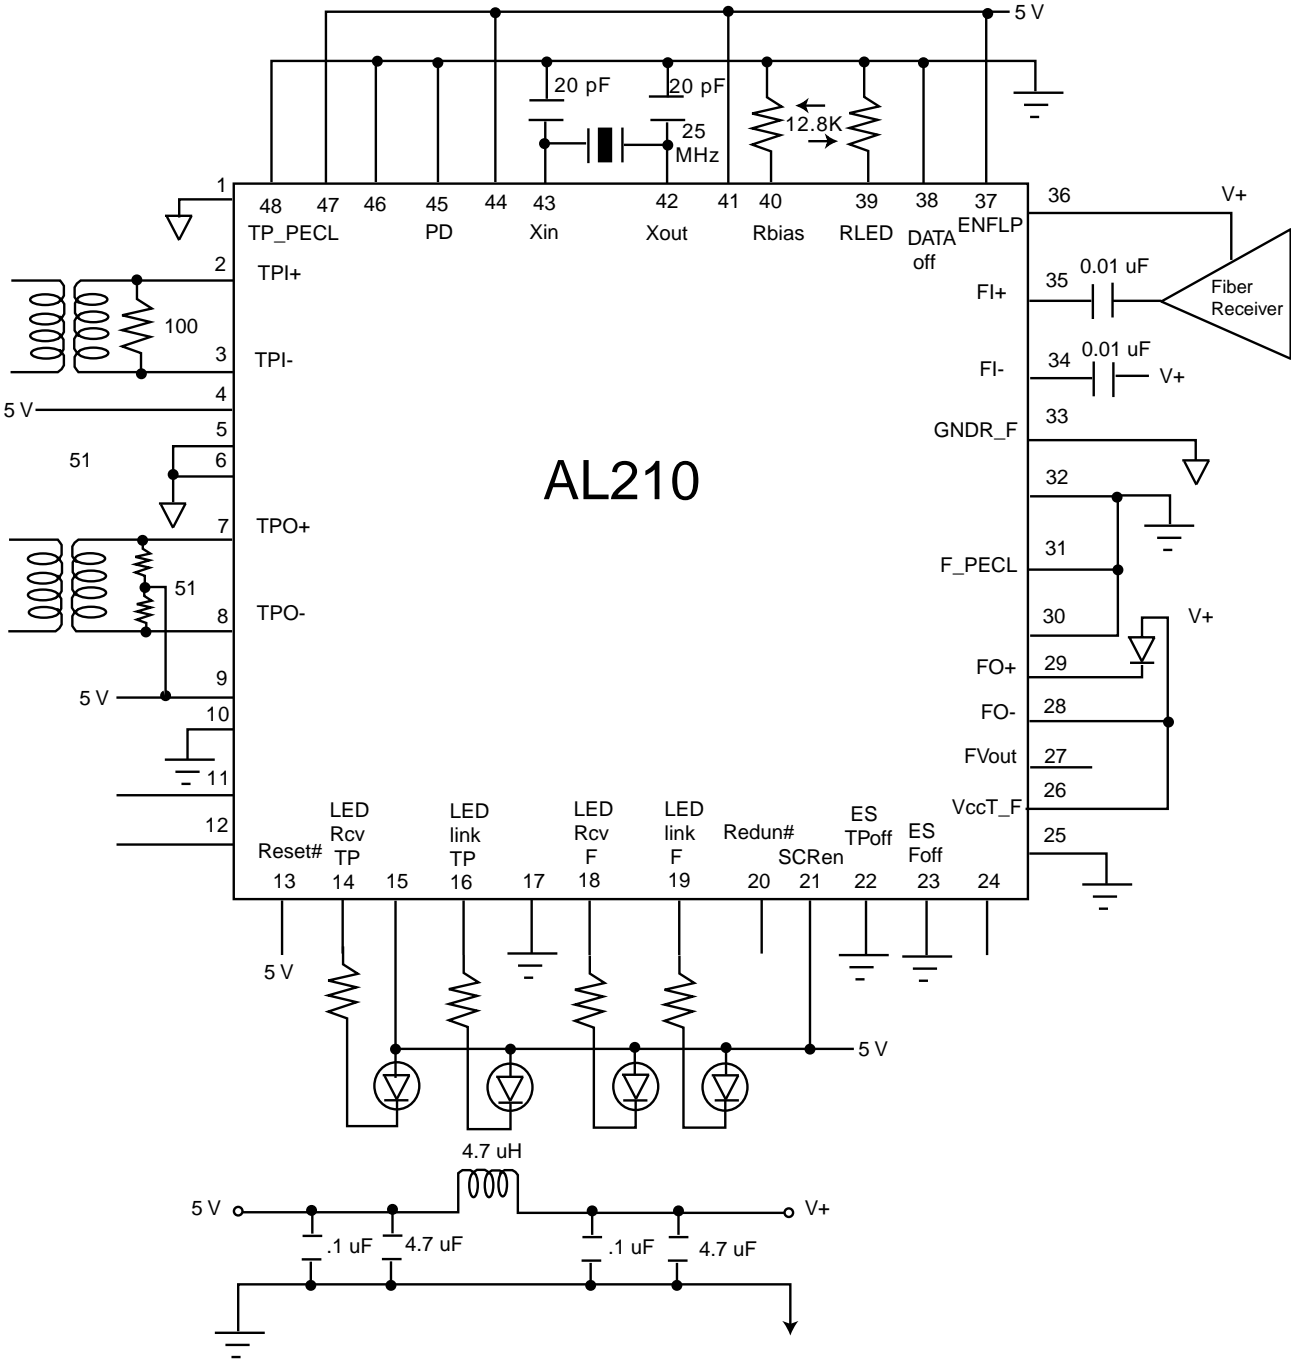 5 V
20 pF
20 pF
12.8K
25
MHz
1
48
47
46
45
44
43
42
41
40
39
38
37
36
V+
TP_PECL
PD
Xin
Xout
Rbias
RLED
DATA
off
ENFLP
2
TPI+
FI+
35
0.01 uF
Fiber
Receiver
100
3
TPI-
FI-
34
0.01 uF
V+
4
5 V
5
GNDR_F
33
51
6
AL210
32
7
TPO+
F_PECL
31
51
8
TPO-
30
V+
9
5 V
FO+
29
10
FO-
28
FVout
27
11
VccT_F
26
12
25
Reset#
LED
Rcv
TP
LED
link
TP
LED
Rcv
F
LED
link
F
Redun#
SCRen
ES
TPoff
ES
Foff
13
14
15
16
17
18
19
20
21
22
23
24
5 V
5 V
4.7 uH
5 V
V+
.1 uF
4.7 uF
.1 uF
4.7 uF